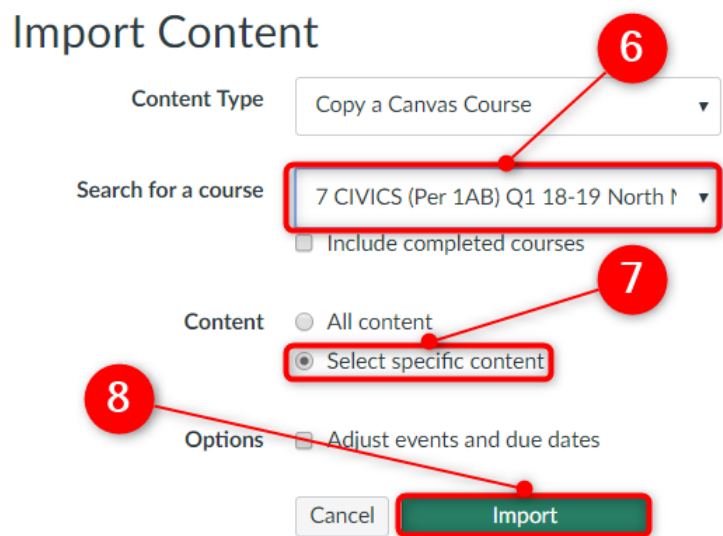 Import Content
6
Content Type
Copy a Canvas Course
Search for a course
7 CIVICS (Per 1AB) Q1 18-19 North
Include completed courses
7
Content
All content
Select specific content
8
Options
Adjust events and due dates
Cancel
Import